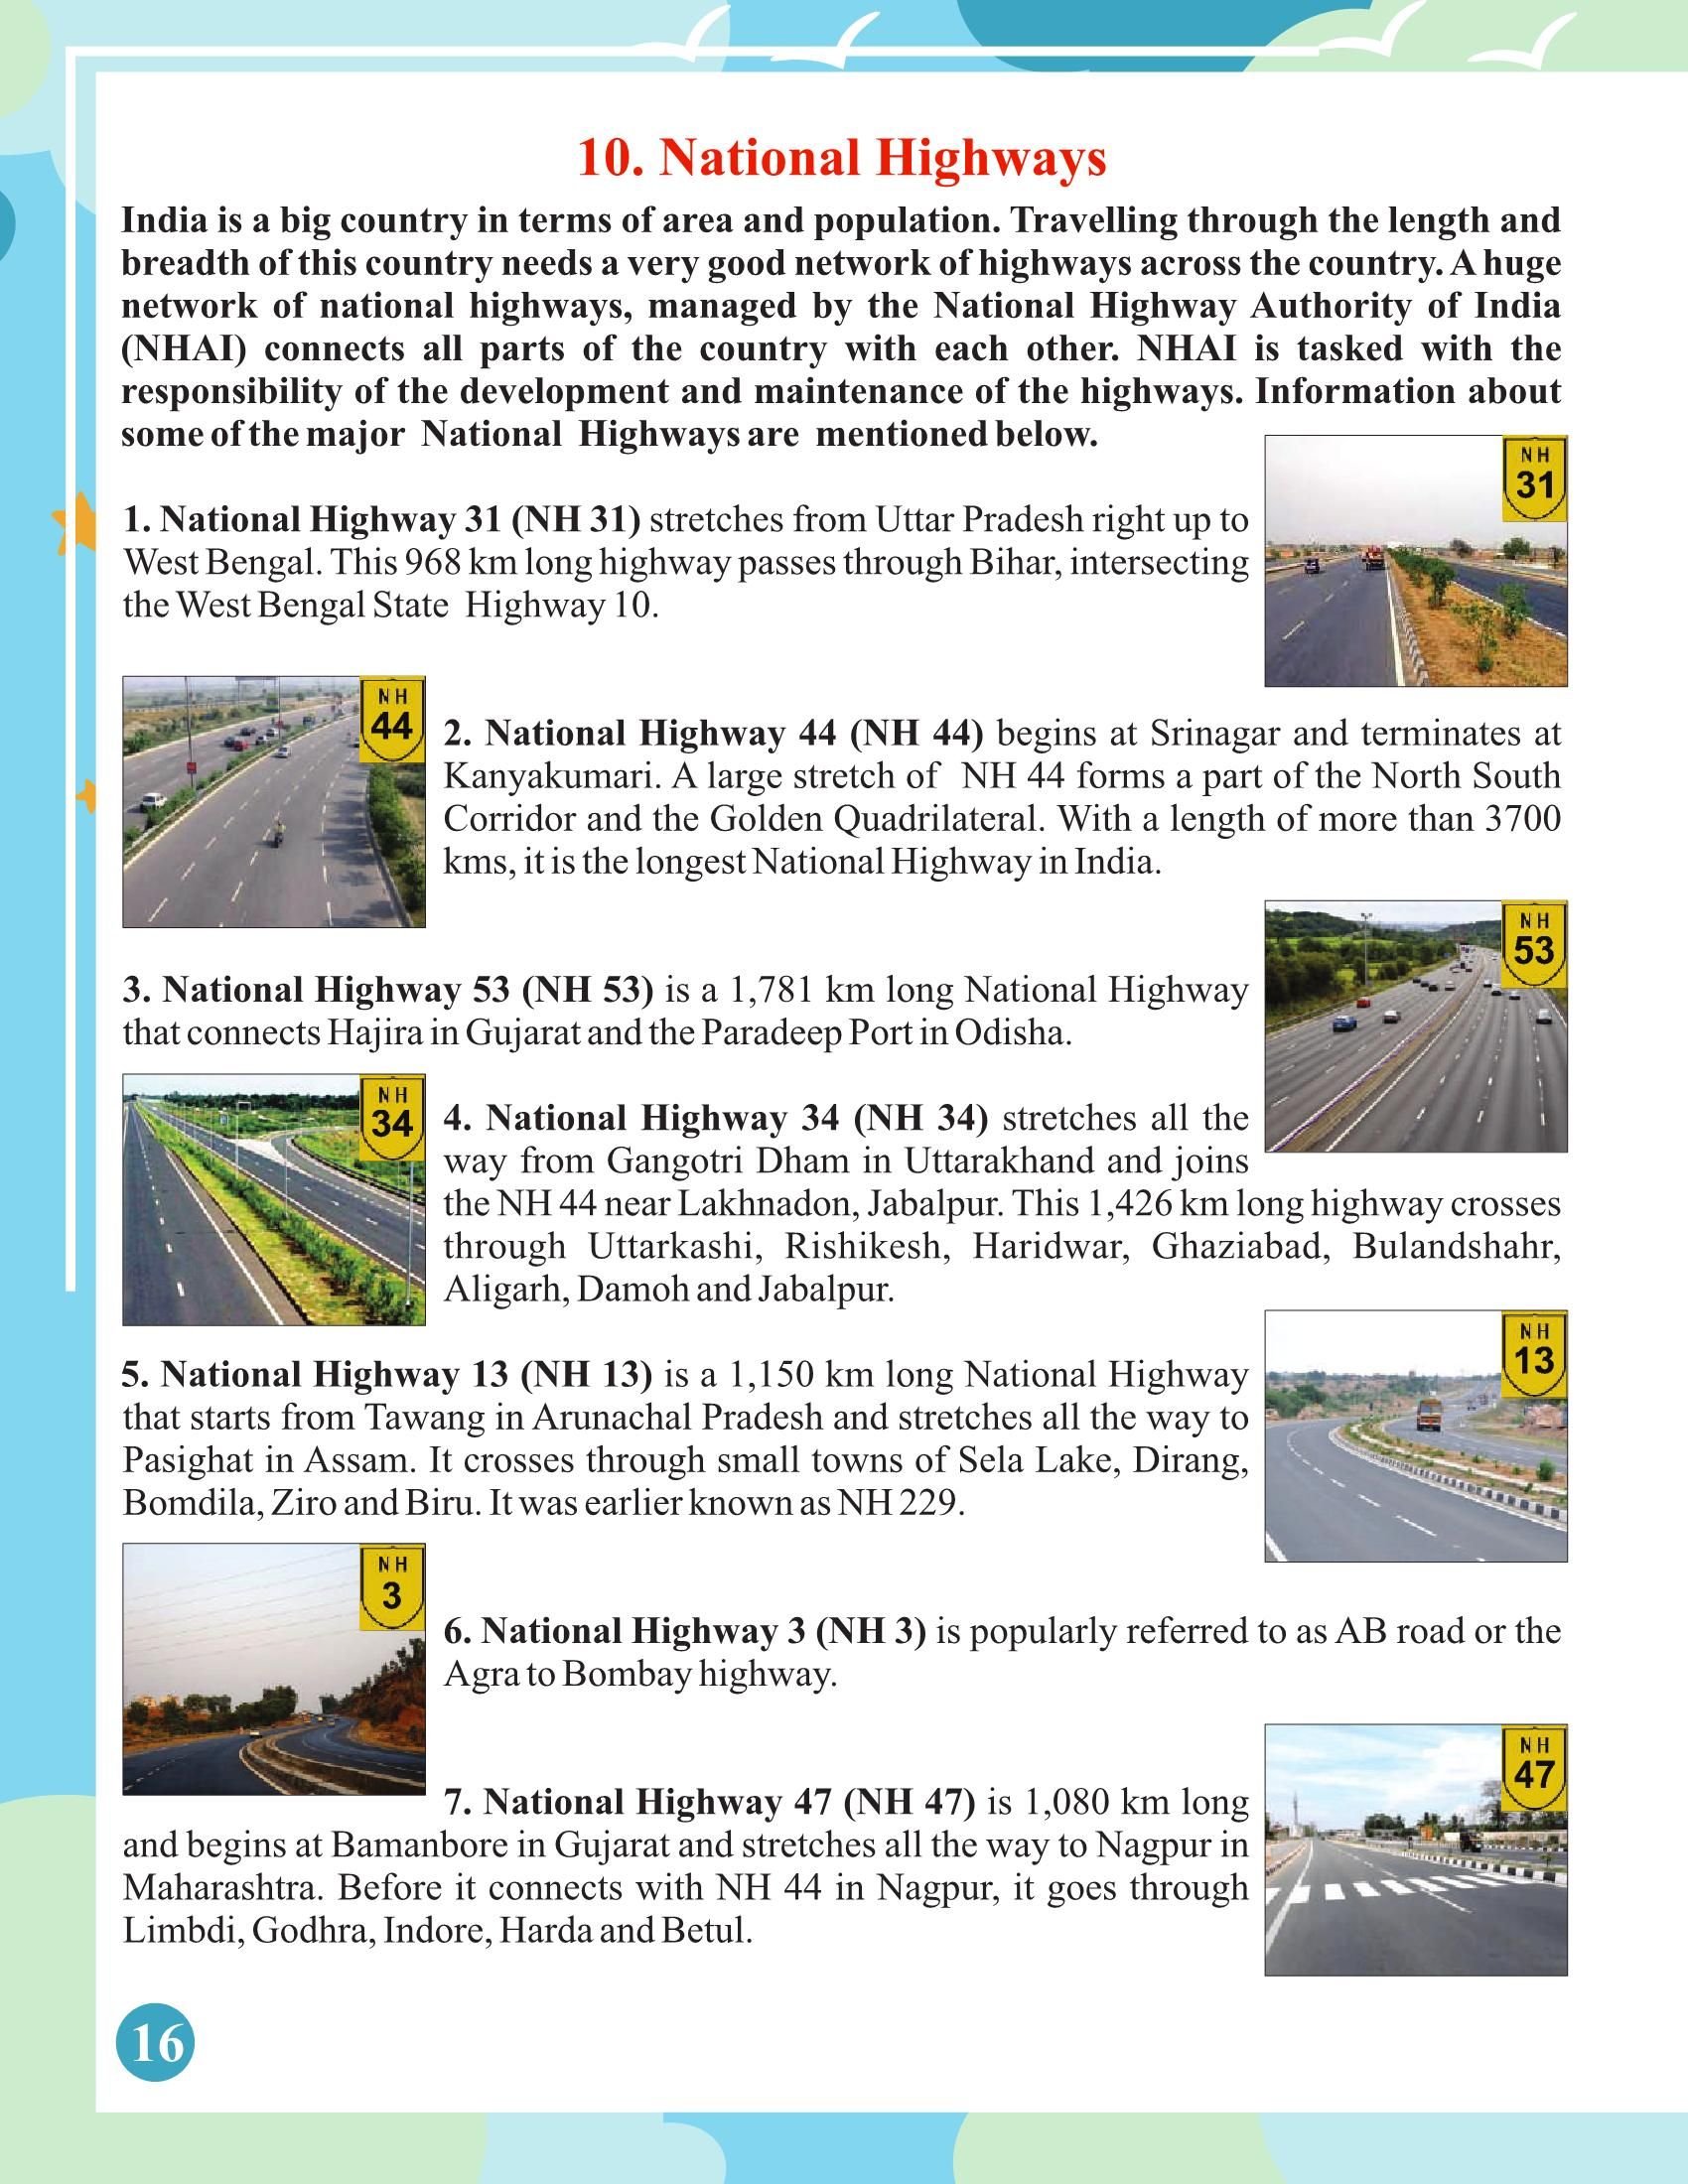 10. National Highways
India is a big country in terms of area and population. Travelling through the length and
breadth of this country needs a very good network of highways across the country. A huge
network of national highways, managed by the National Highway Authority of India
(NHAI) connects all parts of the country with each other. NHAI is tasked with the
responsibility of the development and maintenance of the highways. Information about
some of the major National Highways are mentioned below.
NH
31
1. National Highway 31 (NH 31) stretches from Uttar Pradesh right up to
West Bengal. This 968 km long highway passes through Bihar, intersecting
the West Bengal State Highway 10.
NH
44
2. National Highway 44 (NH 44) begins at Srinagar and terminates at
Kanyakumari. A large stretch of NH 44 forms a part of the North South
Corridor and the Golden Quadrilateral. With a length of more than 3700
kms, it is the longest National Highway in India.
NH
53
3. National Highway 53 (NH 53) is a 1,781 km long National Highway
that connects Hajira in Gujarat and the Paradeep Port in Odisha.
NH
34
4. National Highway 34 (NH 34) stretches all the
way from Gangotri Dham in Uttarakhand and joins
the NH 44 near Lakhnadon, Jabalpur. This 1,426 km long highway crosses
through Uttarkashi, Rishikesh, Haridwar, Ghaziabad, Bulandshahr,
Aligarh, Damoh and Jabalpur.
NH
13
5. National Highway 13 (NH 13) is a 1,150 km long National Highway
that starts from Tawang in Arunachal Pradesh and stretches all the way to
Pasighat in Assam. It crosses through small towns of Sela Lake, Dirang,
Bomdila, Ziro and Biru. It was earlier known as NH 229.
NH
3
6. National Highway 3 (NH 3) is popularly referred to as AB road or the
Agra to Bombay highway.
NH
47
7. National Highway 47 (NH 47) is 1,080 km long
and begins at Bamanbore in Gujarat and stretches all the way to Nagpur in
Maharashtra. Before it connects with NH 44 in Nagpur, it goes through
Limbdi, Godhra, Indore, Harda and Betul.
16